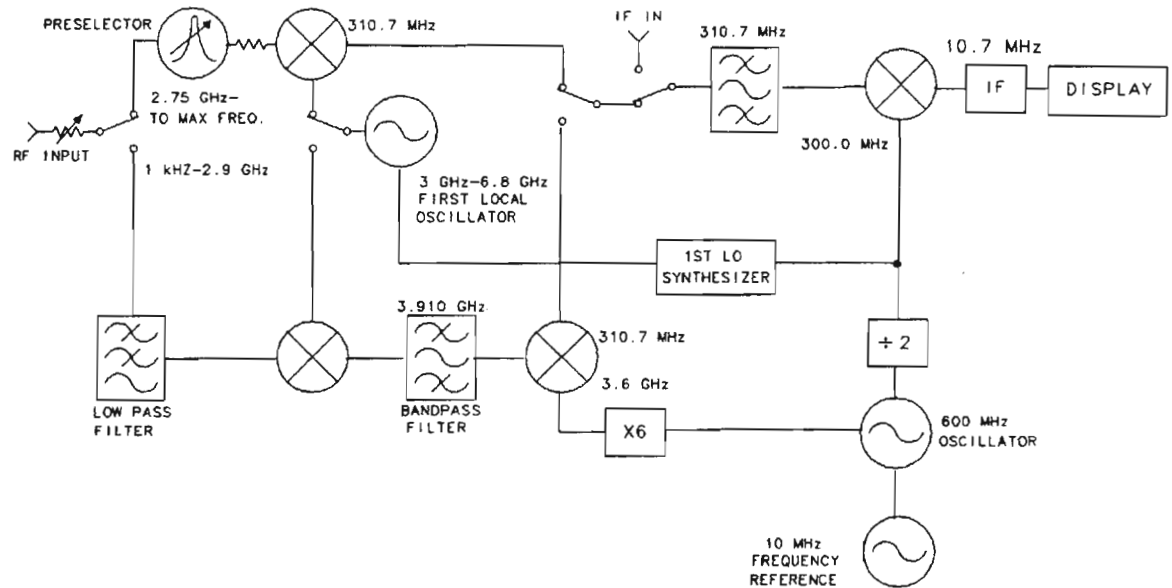 PRESELECTOR
310.7 MHz
IF IN
310.7 MHz
10.7 MHz
IF
DISPLAY
2.75 GHz-
TO MAX FREQ.
RF INPUT
1 kHZ-2.9 GHz
300.0 MHz
3 GHz-6.8 GHz
FIRST LOCAL
OSCILLATOR
1ST LO
SYNTHESIZER
3.910 GHz
310.7 MHz
÷2
3.6 GHz
LOW PASS
FILTER
BANDPASS
FILTER
X6
600 MHz
OSCILLATOR
10 MHz
FREQUENCY
REFERENCE